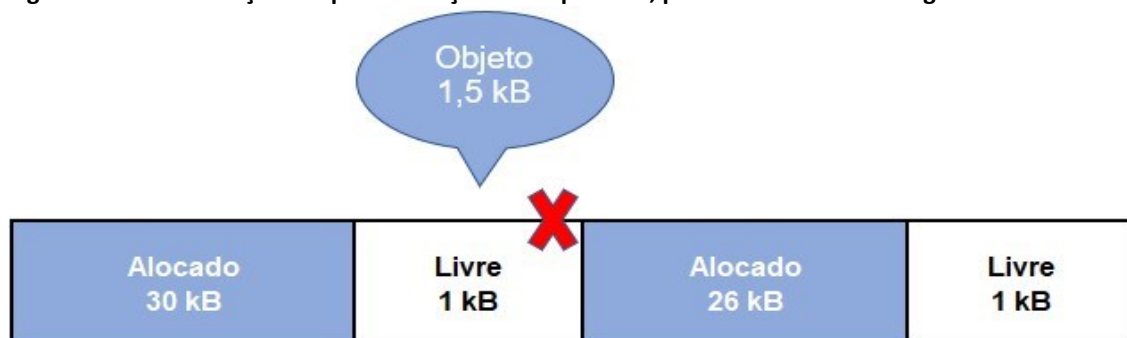 Objeto
1,5 kB
Alocado
30 kB
Livre
1 kB
Alocado
26 kB
Livre
1 kB